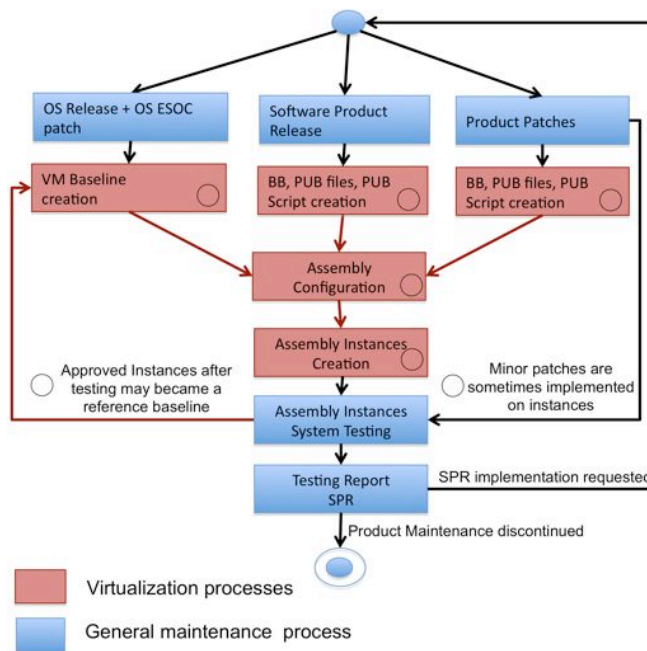 OS Release + OS ESOC
patch
Software Product
Release
Product Patches
VM Baseline
creation
BB, PUB files, PUB
Script creation
BB, PUB files, PUB
Script creation
Assembly
Configuration
Assembly Instances
Creation
Approved Instances after
testing may became a
reference baseline
Minor patches are
sometimes implemented
on instances
Assembly Instances
System Testing
Testing Report
SPR
SPR implementation requested
Product Maintenance discontinued
Virtualization processes
General maintenance process